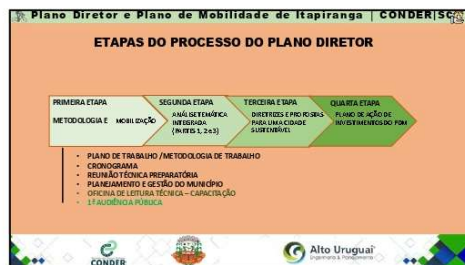 Plano Diretor e Plano de Mobilidade de Itapiranga | CONDER|SC
ETAPAS DO PROCESSO DO PLANO DIRETOR
PRIMEIRA ETAPA
METODOLOGIA E MOBILIZAÇÃO
SEGUNDA ETAPA
ANÁLISE TEMÁTICA
INTEGRADA
(PARTES 1, 2 e 3)
TERCEIRA ETAPA
DIRETRIZES E PROPOSTAS
PARA UMA CIDADE
SUSTENTÁVEL
QUARTA ETAPA
PLANO DE AÇÃO DE
INVESTIMENTOS DO PDM
• PLANO DE TRABALHO /METODOLOGIA DE TRABALHO
• CRONOGRAMA
• REUNIÃO TÉCNICA PREPARATÓRIA
• PLANEJAMENTO E GESTÃO DO MUNICÍPIO
• OFICINA DE LEITURA TÉCNICA – CAPACITAÇÃO
• 1ª AUDIÊNCIA PÚBLICA
CONDER
Alto Uruguai
Engenharia & Planejamento